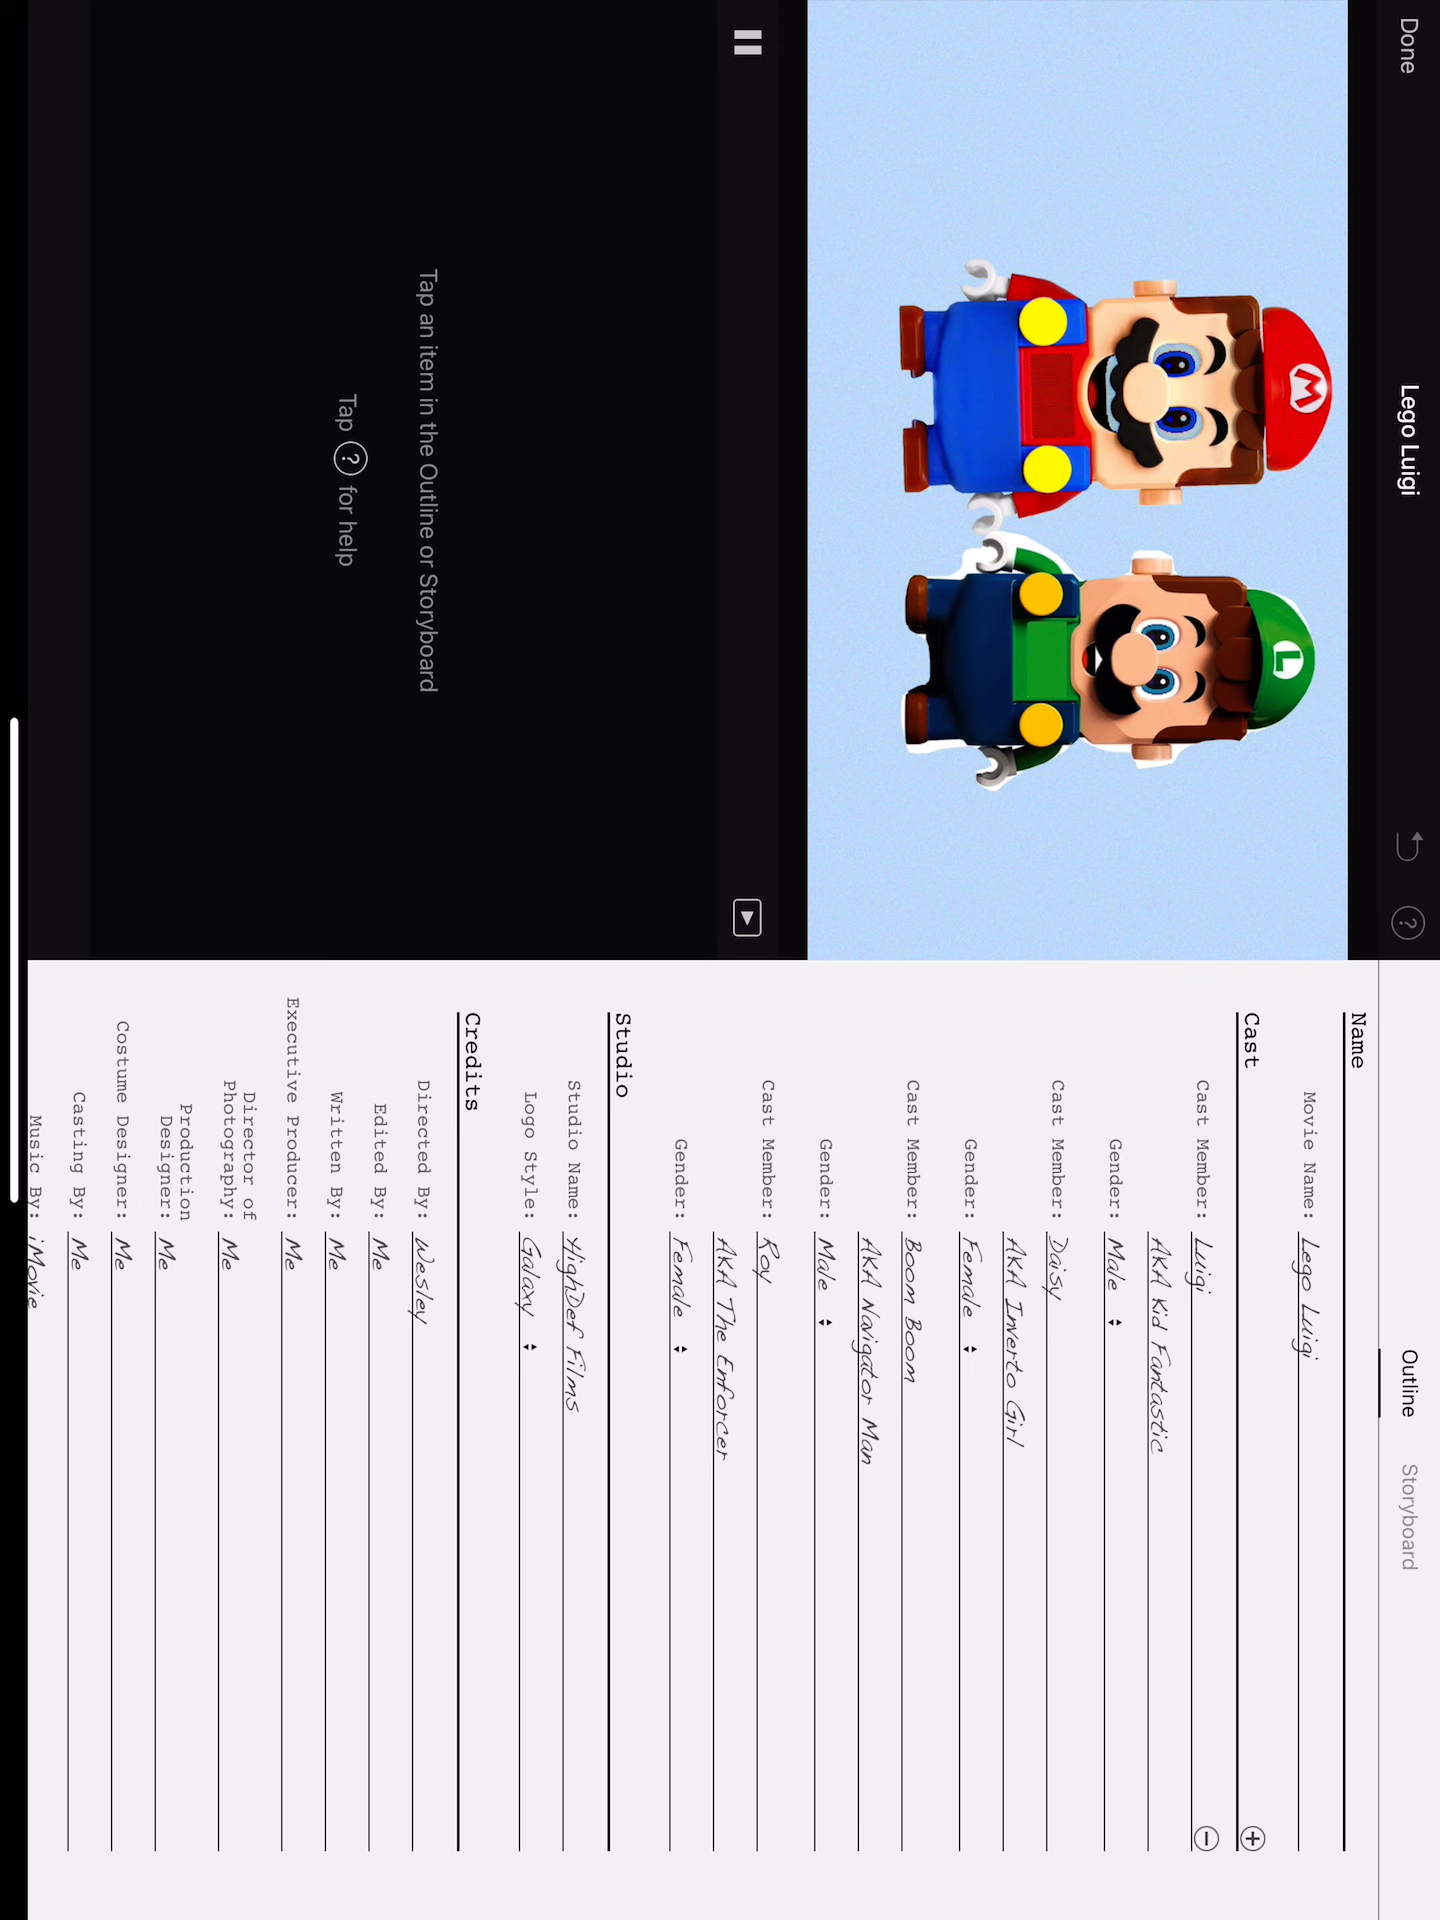 Done
Lego Luigi
?
M
L
Tap an item in the Outline or Storyboard
Tap ? for help
Outline
Storyboard
Name
Movie Name: Lego Luigi
Cast
Cast Member: Luigi
AKA Kid Fantastic
Gender: Male
Cast Member: Daisy
AKA Inverto Girl
Gender: Female
Cast Member: Boom Boom
AKA Navigator Man
Gender: Male
Cast Member: Roy
AKA The Enforcer
Gender: Female
Studio
Studio Name: HighDef Films
Logo Style: Galaxy
Credits
Directed By: Wesley
Edited By: Me
Written By: Me
Executive Producer: Me
Director of
Photography: Me
Production
Designer: Me
Costume Designer: Me
Casting By: Me
Music By: iMovie